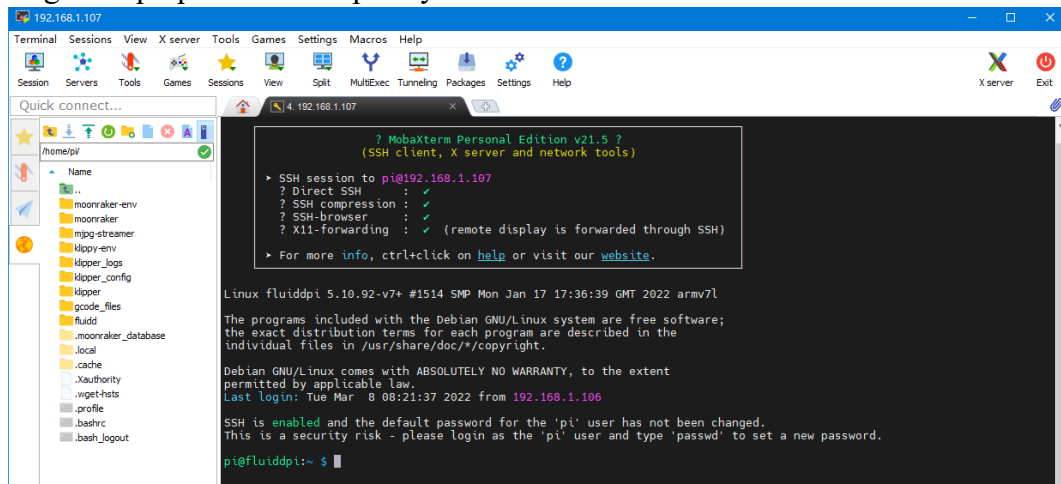 192.168.1.107
Terminal Sessions View X server Tools Games Settings Macros Help
Session Servers Tools Games Sessions View Split MultiExec Tunneling Packages Settings Help X server Exit
Quick connect...
4. 192.168.1.107
/home/pi/
Name
..
moonraker-env
moonraker
mjpg-streamer
klippy-env
klipper_logs
klipper_config
klipper
gcode_files
fluidd
.moonraker_database
.local
.cache
.Xauthority
.wget-hsts
.profile
.bashrc
.bash_logout
? MobaXterm Personal Edition v21.5 ?
(SSH client, X server and network tools)
➤ SSH session to pi@192.168.1.107
? Direct SSH : ✔
? SSH compression : ✔
? SSH-browser : ✔
? X11-forwarding : ✔ (remote display is forwarded through SSH)
➤ For more info, ctrl+click on help or visit our website.
Linux fluiddpi 5.10.92-v7+ #1514 SMP Mon Jan 17 17:36:39 GMT 2022 armv7l
The programs included with the Debian GNU/Linux system are free software;
the exact distribution terms for each program are described in the
individual files in /usr/share/doc/*/copyright.
Debian GNU/Linux comes with ABSOLUTELY NO WARRANTY, to the extent
permitted by applicable law.
Last login: Tue Mar 8 08:21:37 2022 from 192.168.1.106
SSH is enabled and the default password for the 'pi' user has not been changed.
This is a security risk - please login as the 'pi' user and type 'passwd' to set a new password.
pi@fluiddpi:~ $